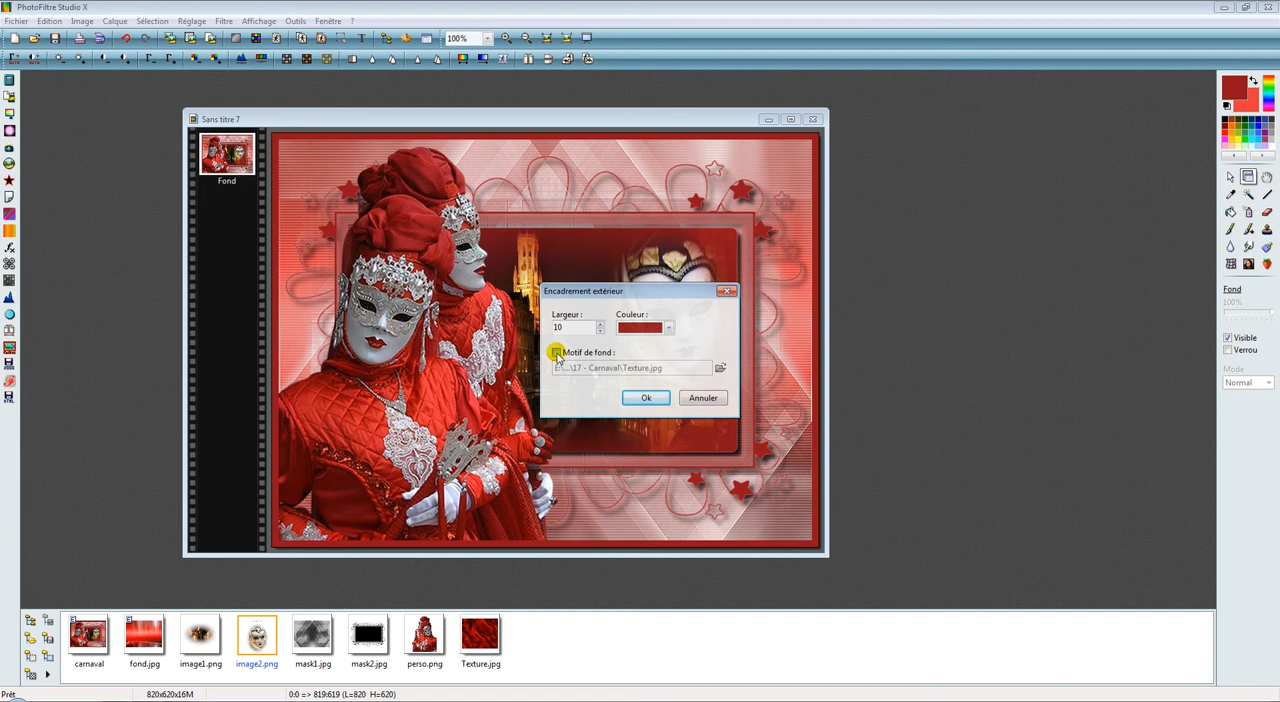 PhotoFiltre Studio X
Fichier Edition Image Calque Sélection Réglage Filtre Affichage Outils Fenêtre ?
100%
Sans titre 7
Fond
Encadrement extérieur
Largeur : Couleur :
10
Motif de fond :
E:\...\17 - Carnaval\Texture.jpg
Ok Annuler
Fond
100%
Visible
Verrou
Mode
Normal
carnaval fond.jpg image1.png image2.png mask1.jpg mask2.jpg perso.png Texture.jpg
Prêt 820x620x16M 0:0 => 819:619 (L=820 H=620)